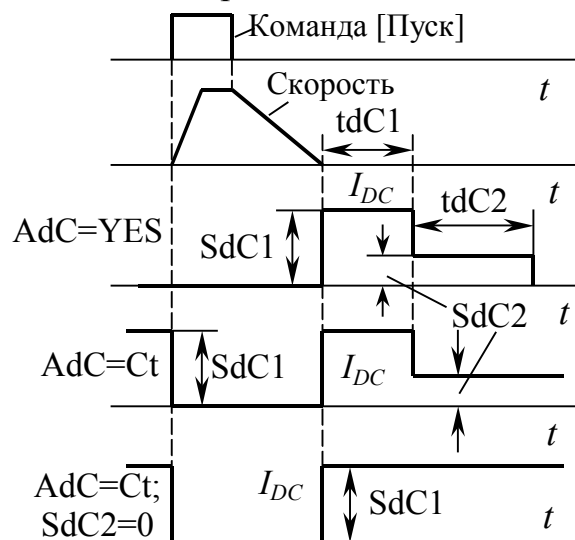 Команда [Пуск]
t
Скорость
tdC1
t
I_DC
tdC2
AdC=YES
SdC1
SdC2
t
AdC=Ct
SdC1
I_DC
t
AdC=Ct;
SdC2=0
I_DC
SdC1
t